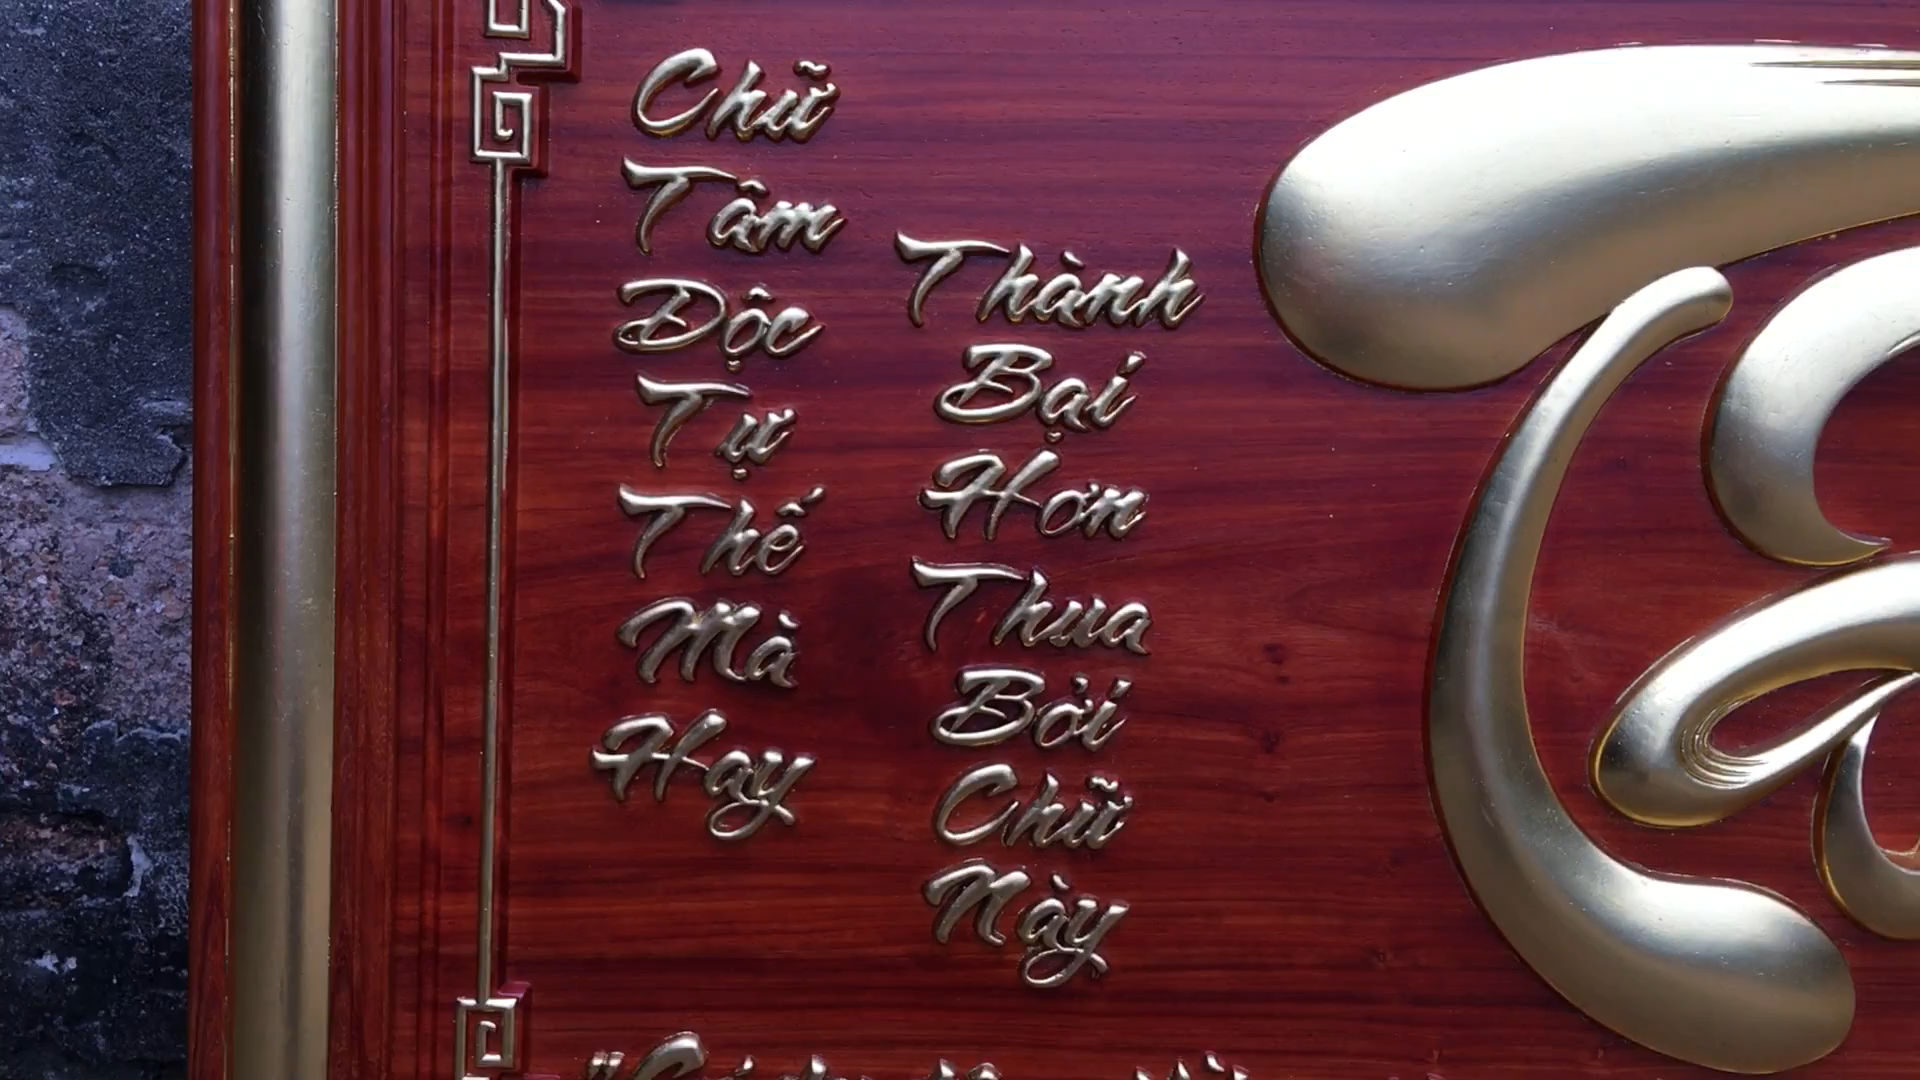 Chữ
Tâm
Độc
Tự
Thế
Mà
Hay
Thành
Bại
Hơn
Thua
Bởi
Chữ
Này